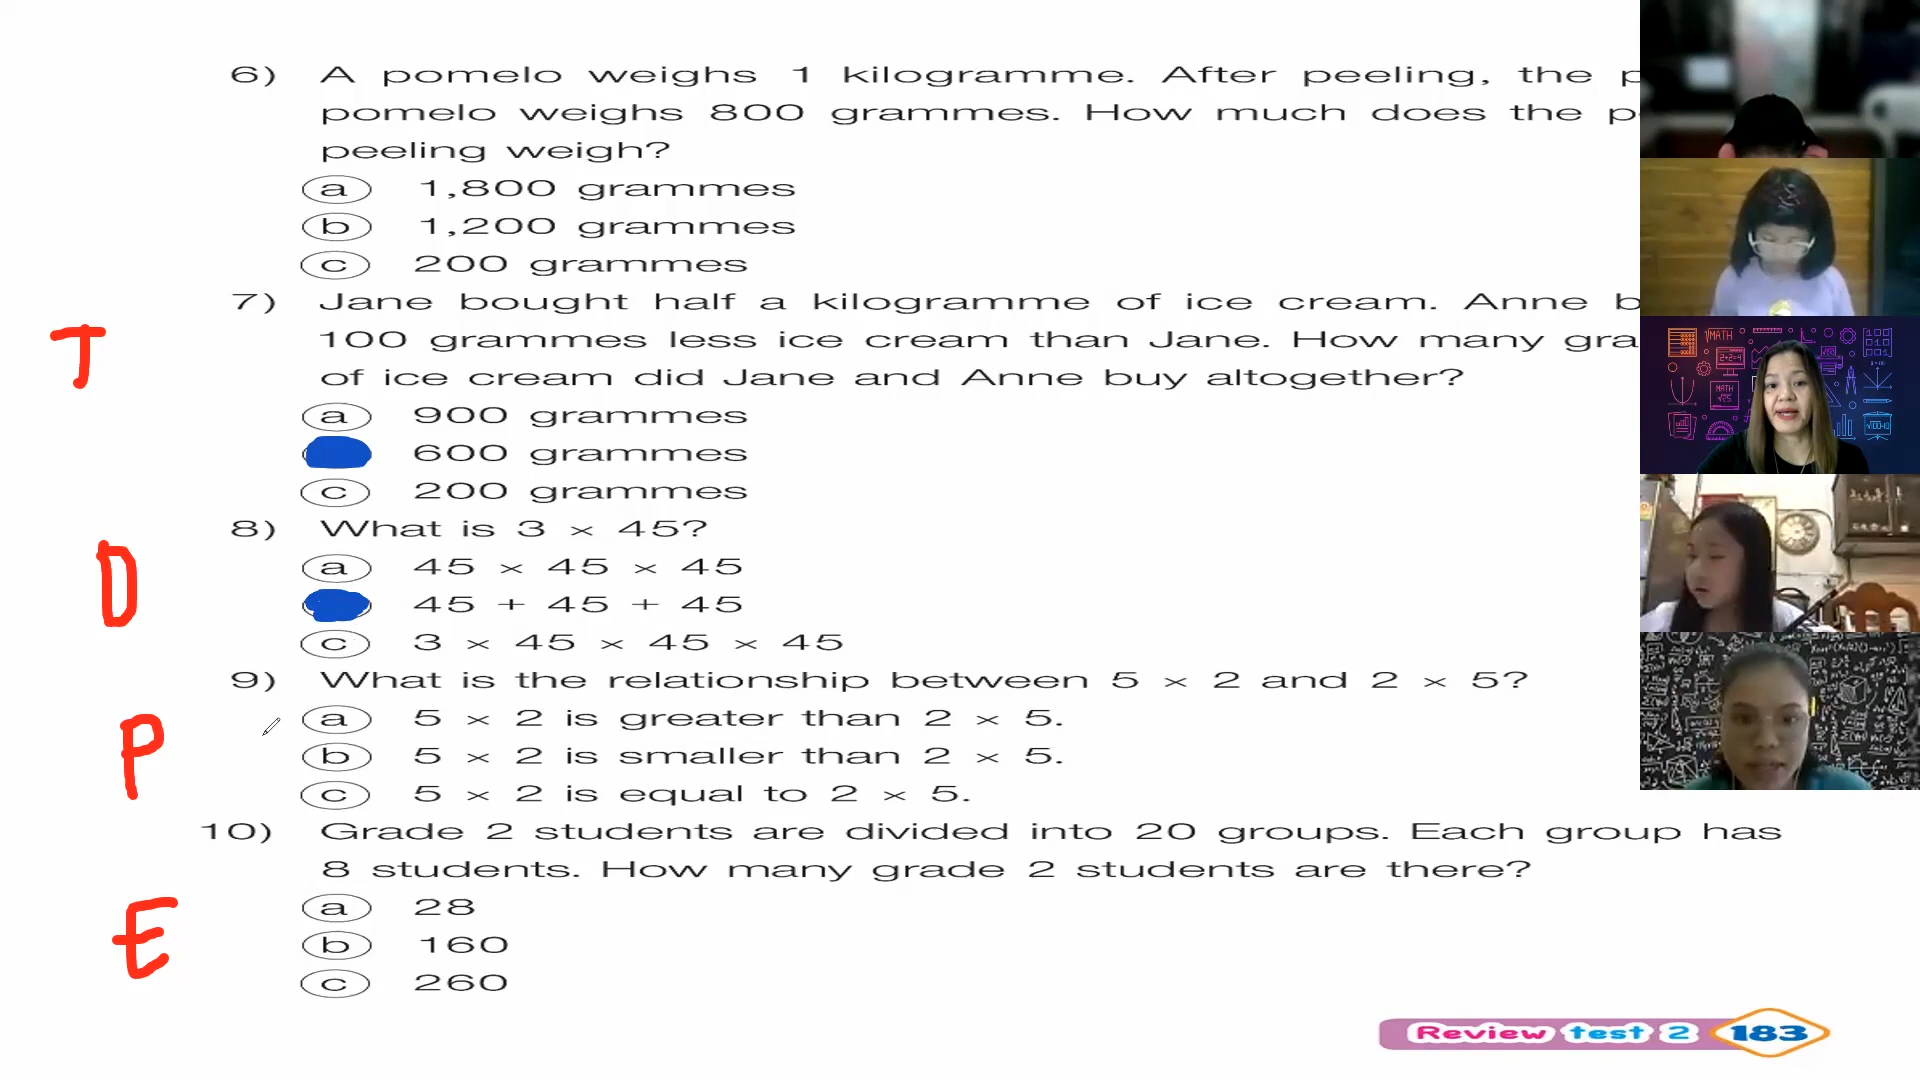 6) A pomelo weighs 1 kilogramme. After peeling, the p
pomelo weighs 800 grammes. How much does the p
peeling weigh?
a 1,800 grammes
b 1,200 grammes
c 200 grammes
7) Jane bought half a kilogramme of ice cream. Anne b
100 grammes less ice cream than Jane. How many gra
of ice cream did Jane and Anne buy altogether?
a 900 grammes
600 grammes
c 200 grammes
8) What is 3 × 45?
a 45 × 45 × 45
45 + 45 + 45
c 3 × 45 × 45 × 45
9) What is the relationship between 5 × 2 and 2 × 5?
a 5 × 2 is greater than 2 × 5.
b 5 × 2 is smaller than 2 × 5.
c 5 × 2 is equal to 2 × 5.
10) Grade 2 students are divided into 20 groups. Each group has
8 students. How many grade 2 students are there?
a 28
b 160
c 260
J
D
P
E
Review test 2 183
√MATH
2+2=4
MATH